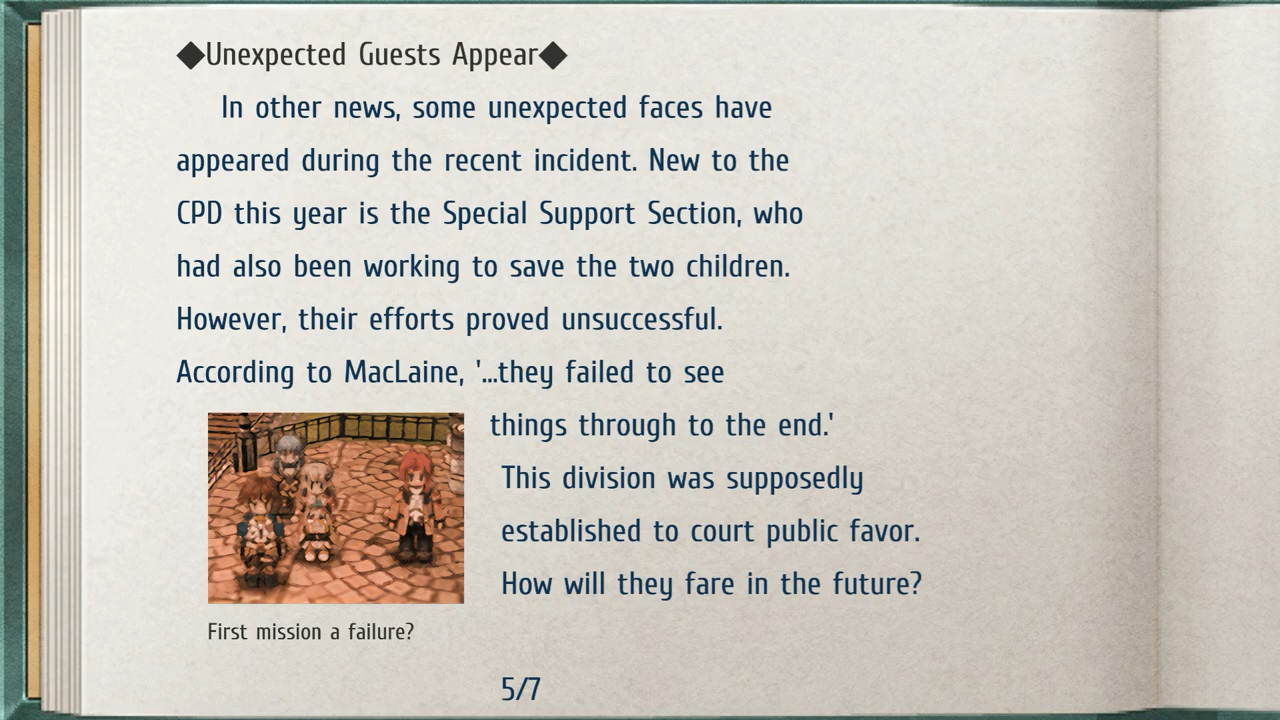 ◆Unexpected Guests Appear◆
In other news, some unexpected faces have
appeared during the recent incident. New to the
CPD this year is the Special Support Section, who
had also been working to save the two children.
However, their efforts proved unsuccessful.
According to MacLaine, '...they failed to see
things through to the end.'
This division was supposedly
established to court public favor.
How will they fare in the future?
First mission a failure?
5/7